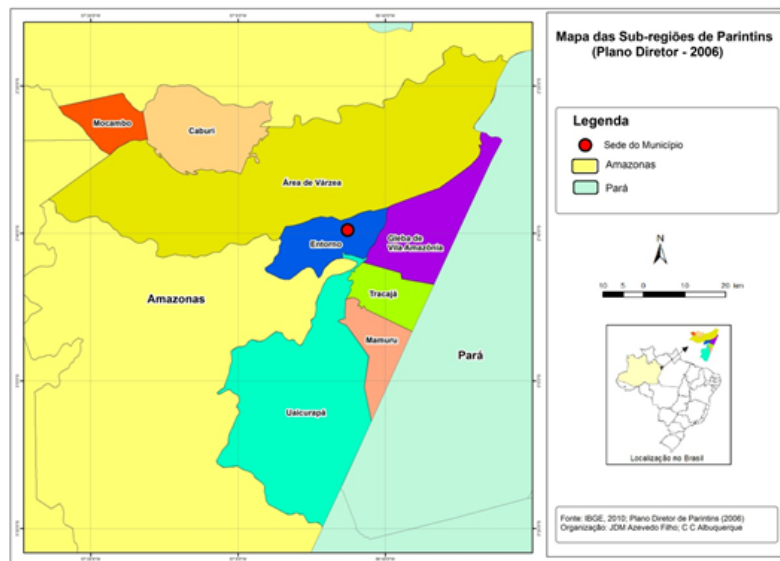 Mapa das Sub-regiões de Parintins
(Plano Diretor - 2006)
Legenda
Sede do Município
Amazonas
Pará
N
10 5 0 10 20 km
Localização no Brasil
Fonte: IBGE, 2010; Plano Diretor de Parintins (2006)
Organização: JDM Azevedo Filho; C C Albuquerque
Mocambo
Caburi
Área de Várzea
Entorno
Gleba de
Vila Amazônia
Amazonas
Tracajá
Mamuru
Pará
Uaicurapá